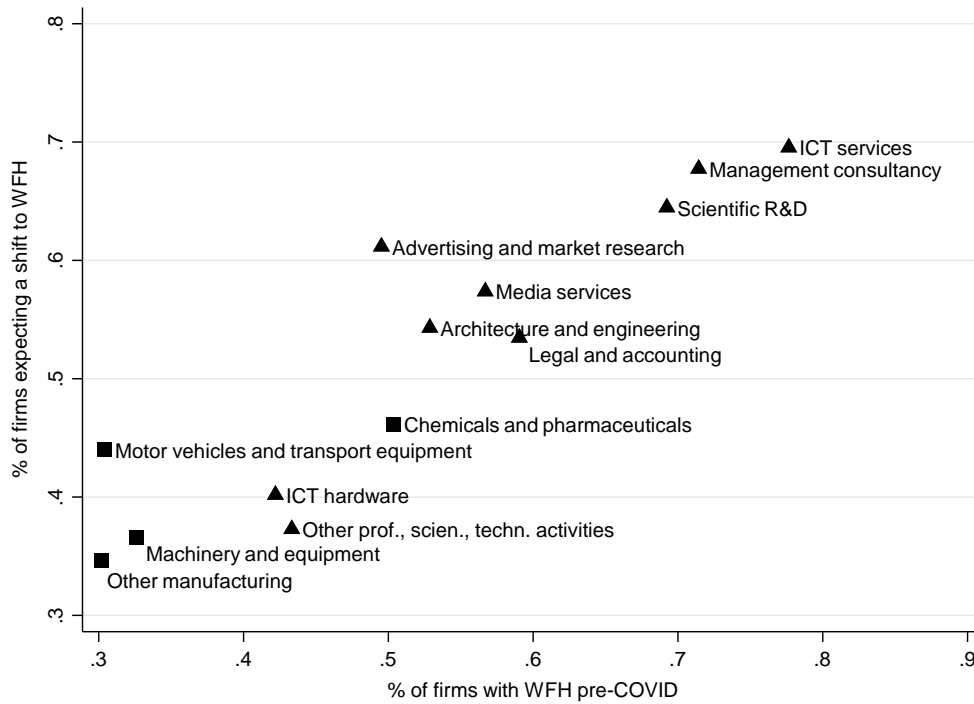 .8
.7
.6
.5
.4
.3
% of firms expecting a shift to WFH
ICT services
Management consultancy
Scientific R&D
Advertising and market research
Media services
Architecture and engineering
Legal and accounting
Chemicals and pharmaceuticals
Motor vehicles and transport equipment
ICT hardware
Other prof., scien., techn. activities
Machinery and equipment
Other manufacturing
.3 .4 .5 .6 .7 .8 .9
% of firms with WFH pre-COVID